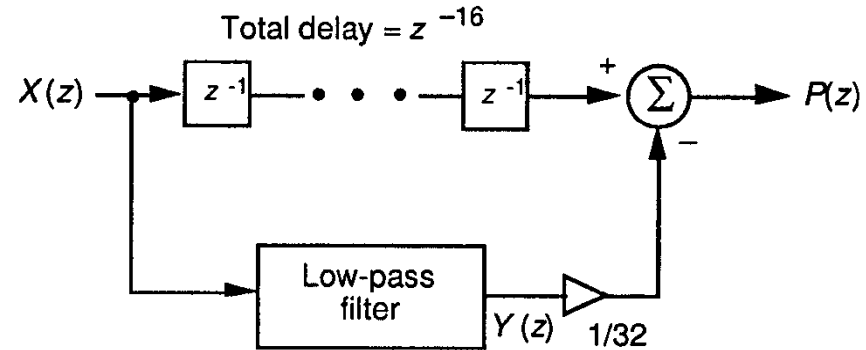 Total delay = z⁻¹⁶
X(z)
z⁻¹
• • •
z⁻¹
+
Σ
P(z)
−
Low-pass
filter
Y(z)
1/32